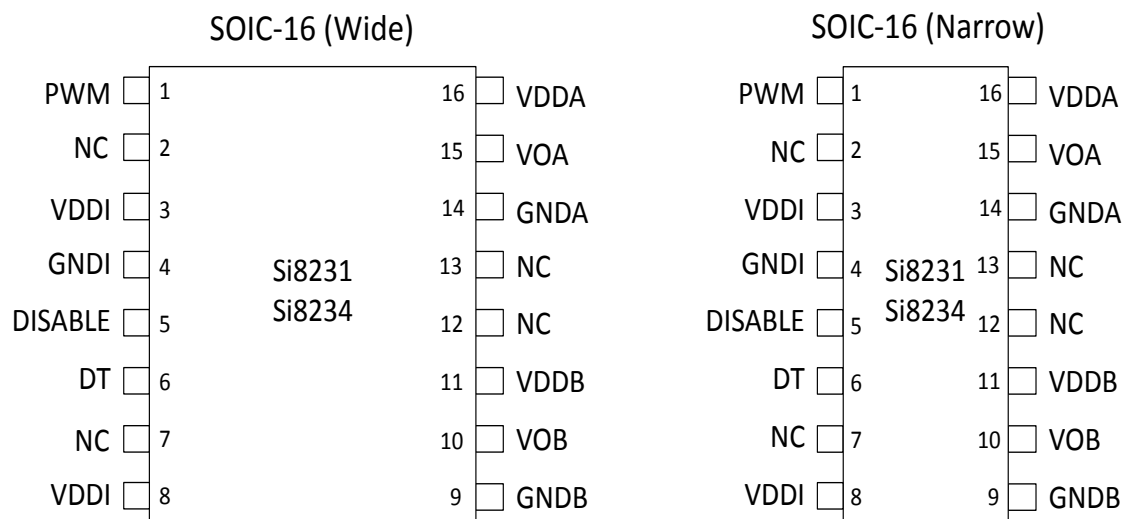 SOIC-16 (Wide)
PWM 1 16 VDDA
NC 2 15 VOA
VDDI 3 14 GNDA
GNDI 4 13 NC
Si8231
Si8234
DISABLE 5 12 NC
DT 6 11 VDDB
NC 7 10 VOB
VDDI 8 9 GNDB
SOIC-16 (Narrow)
PWM 1 16 VDDA
NC 2 15 VOA
VDDI 3 14 GNDA
GNDI 4 13 NC
Si8231
Si8234
DISABLE 5 12 NC
DT 6 11 VDDB
NC 7 10 VOB
VDDI 8 9 GNDB